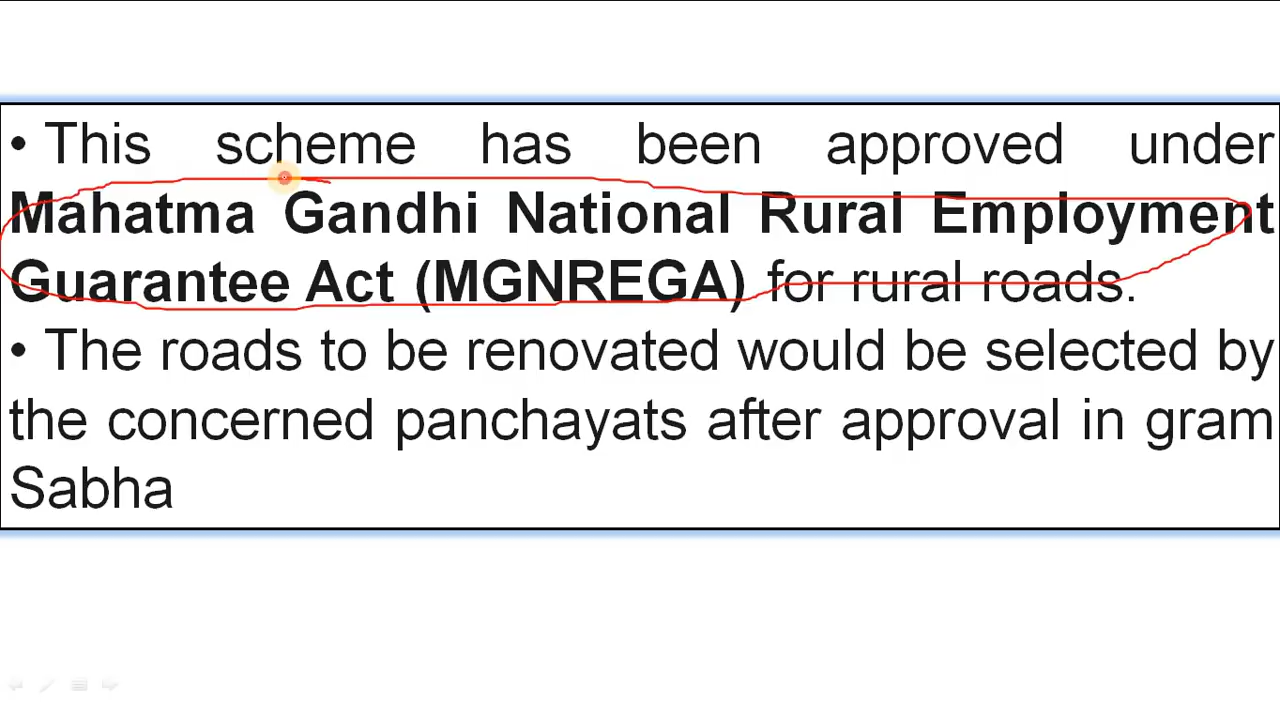 • This scheme has been approved under
Mahatma Gandhi National Rural Employment
Guarantee Act (MGNREGA) for rural roads.
• The roads to be renovated would be selected by
the concerned panchayats after approval in gram
Sabha